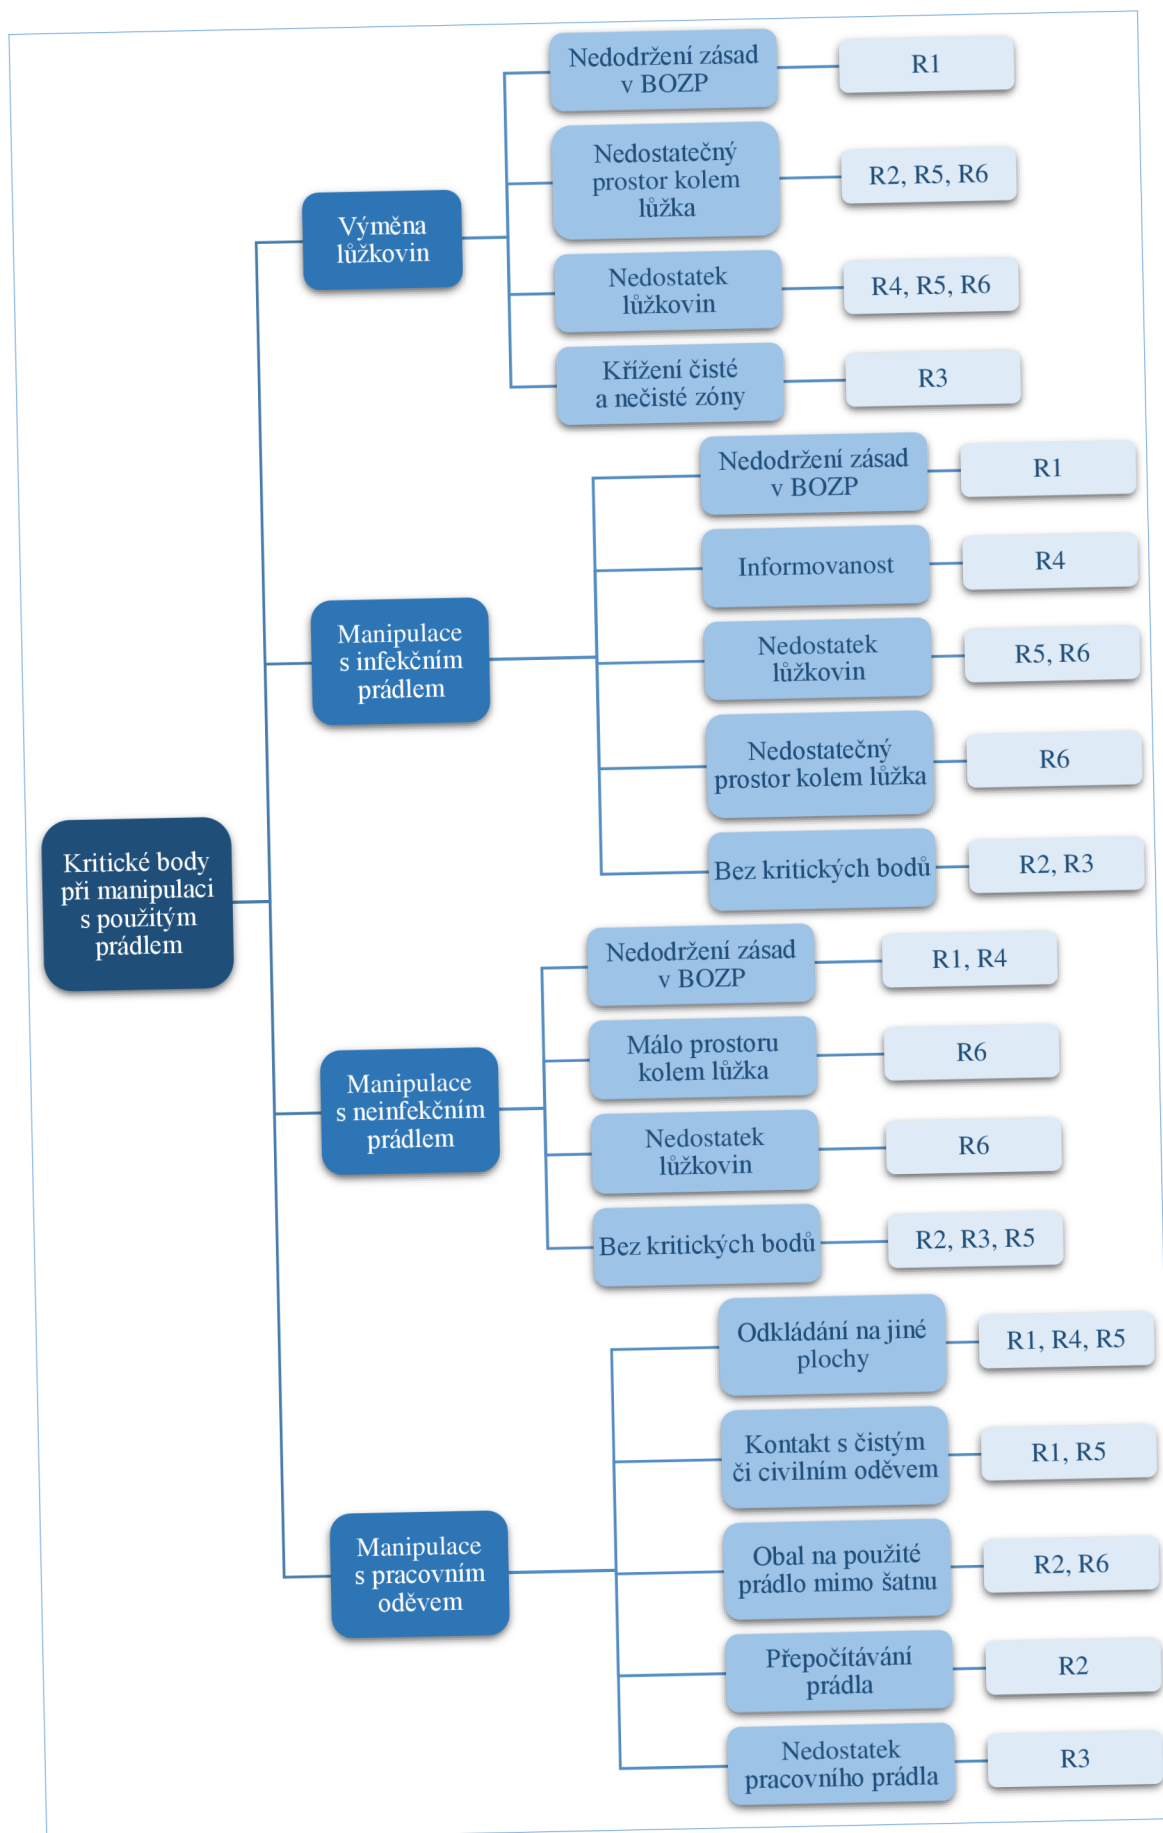 Kritické body
při manipulaci
s použitým
prádlem
Výměna
lůžkovin
Nedodržení zásad
v BOZP
R1
Nedostatečný
prostor kolem
lůžka
R2, R5, R6
Nedostatek
lůžkovin
R4, R5, R6
Křížení čisté
a nečisté zóny
R3
Manipulace
s infekčním
prádlem
Nedodržení zásad
v BOZP
R1
Informovanost
R4
Nedostatek
lůžkovin
R5, R6
Nedostatečný
prostor kolem lůžka
R6
Bez kritických bodů
R2, R3
Manipulace
s neinfekčním
prádlem
Nedodržení zásad
v BOZP
R1, R4
Málo prostoru
kolem lůžka
R6
Nedostatek
lůžkovin
R6
Bez kritických bodů
R2, R3, R5
Manipulace
s pracovním
oděvem
Odkládání na jiné
plochy
R1, R4, R5
Kontakt s čistým
či civilním oděvem
R1, R5
Obal na použité
prádlo mimo šatnu
R2, R6
Přepočítávání
prádla
R2
Nedostatek
pracovního prádla
R3